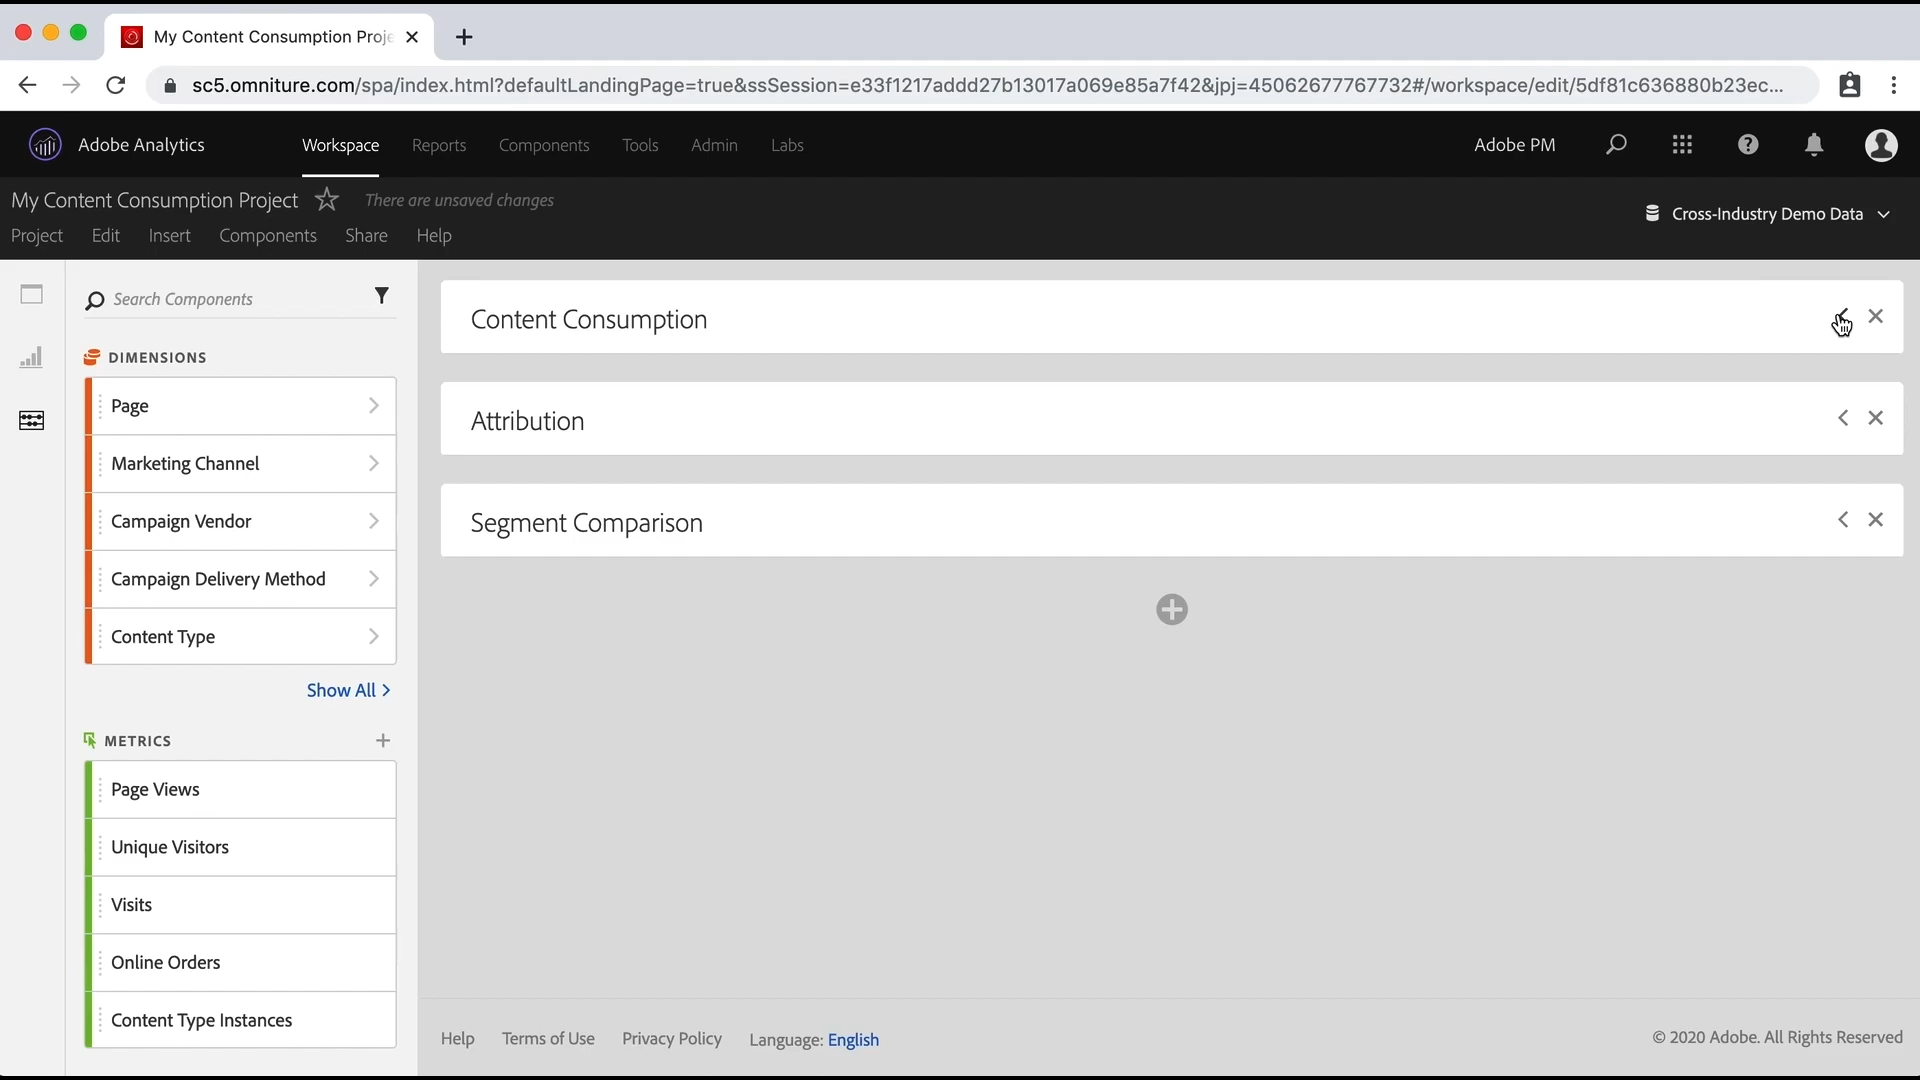 My Content Consumption Proje
sc5.omniture.com/spa/index.html?defaultLandingPage=true&ssSession=e33f1217addd27b13017a069e85a7f42&jpj=45062677767732#/workspace/edit/5df81c636880b23ec...
Adobe Analytics Workspace Reports Components Tools Admin Labs Adobe PM
My Content Consumption Project There are unsaved changes
Cross-Industry Demo Data
Project Edit Insert Components Share Help
Search Components
DIMENSIONS
Page
Marketing Channel
Campaign Vendor
Campaign Delivery Method
Content Type
Show All
METRICS
Page Views
Unique Visitors
Visits
Online Orders
Content Type Instances
Content Consumption
Attribution
Segment Comparison
Help Terms of Use Privacy Policy Language: English
© 2020 Adobe. All Rights Reserved